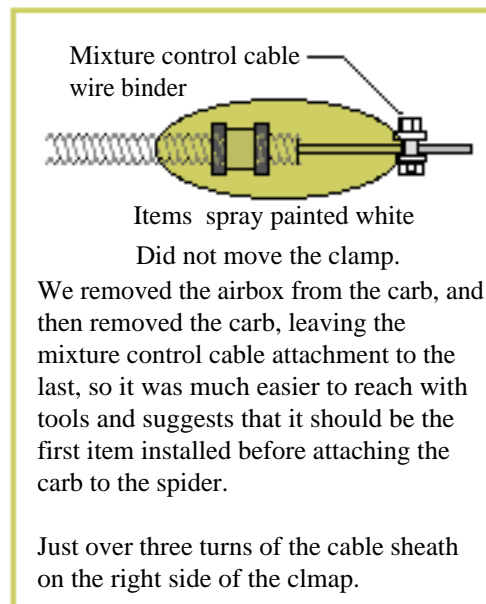 Mixture control cable
wire binder
Items spray painted white
Did not move the clamp.
We removed the airbox from the carb, and
then removed the carb, leaving the
mixture control cable attachment to the
last, so it was much easier to reach with
tools and suggests that it should be the
first item installed before attaching the
carb to the spider.
Just over three turns of the cable sheath
on the right side of the clmap.